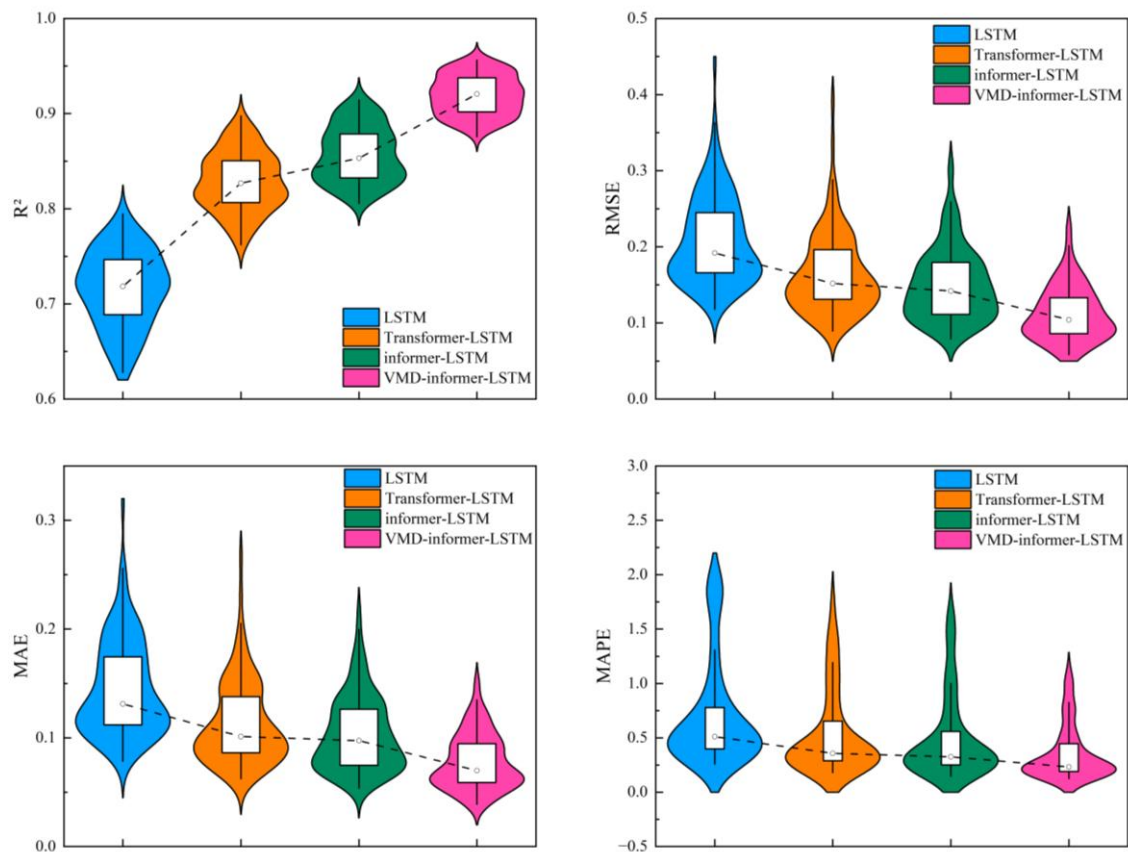 1.0
0.9
0.8
0.7
0.6
R²
LSTM
Transformer-LSTM
informer-LSTM
VMD-informer-LSTM
0.5
0.4
0.3
0.2
0.1
0.0
RMSE
LSTM
Transformer-LSTM
informer-LSTM
VMD-informer-LSTM
0.3
0.2
0.1
0.0
MAE
LSTM
Transformer-LSTM
informer-LSTM
VMD-informer-LSTM
3.0
2.5
2.0
1.5
1.0
0.5
0.0
−0.5
MAPE
LSTM
Transformer-LSTM
informer-LSTM
VMD-informer-LSTM